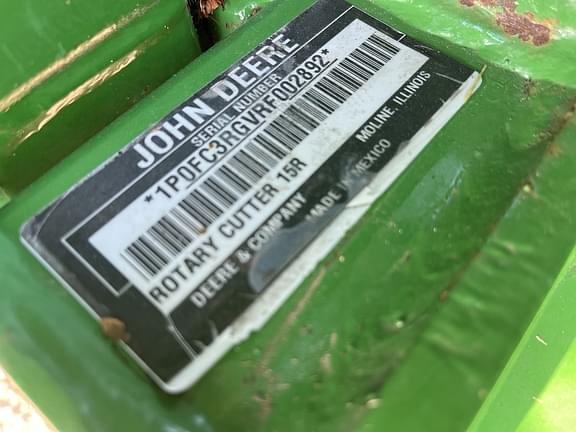 JOHN DEERE
SERIAL NUMBER
*1P0FC3RGVRF002892*
ROTARY CUTTER 15R
DEERE & COMPANY MOLINE, ILLINOIS
MADE IN MEXICO